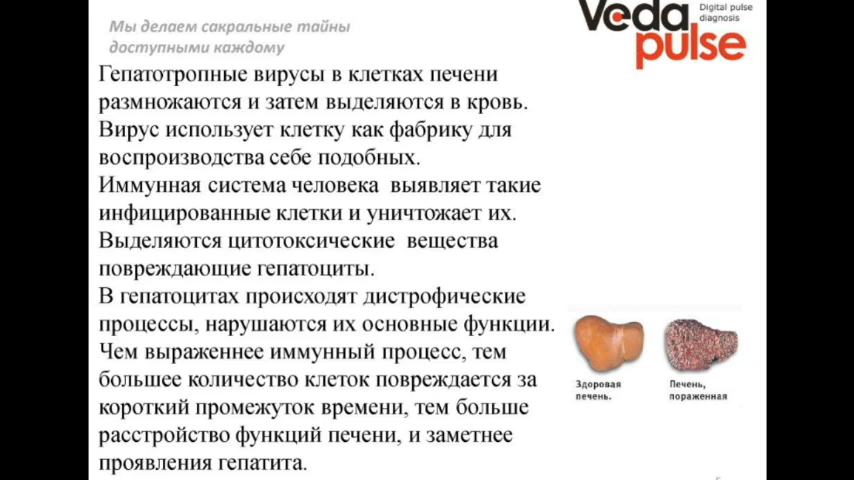 Мы делаем сакральные тайны
доступными каждому
Veda pulse
Digital pulse
diagnosis
Гепатотропные вирусы в клетках печени
размножаются и затем выделяются в кровь.
Вирус использует клетку как фабрику для
воспроизводства себе подобных.
Иммунная система человека выявляет такие
инфицированные клетки и уничтожает их.
Выделяются цитотоксические вещества
повреждающие гепатоциты.
В гепатоцитах происходят дистрофические
процессы, нарушаются их основные функции.
Чем выраженнее иммунный процесс, тем
большее количество клеток повреждается за
короткий промежуток времени, тем больше
расстройство функций печени, и заметнее
проявления гепатита.
Здоровая
печень.
Печень,
пораженная